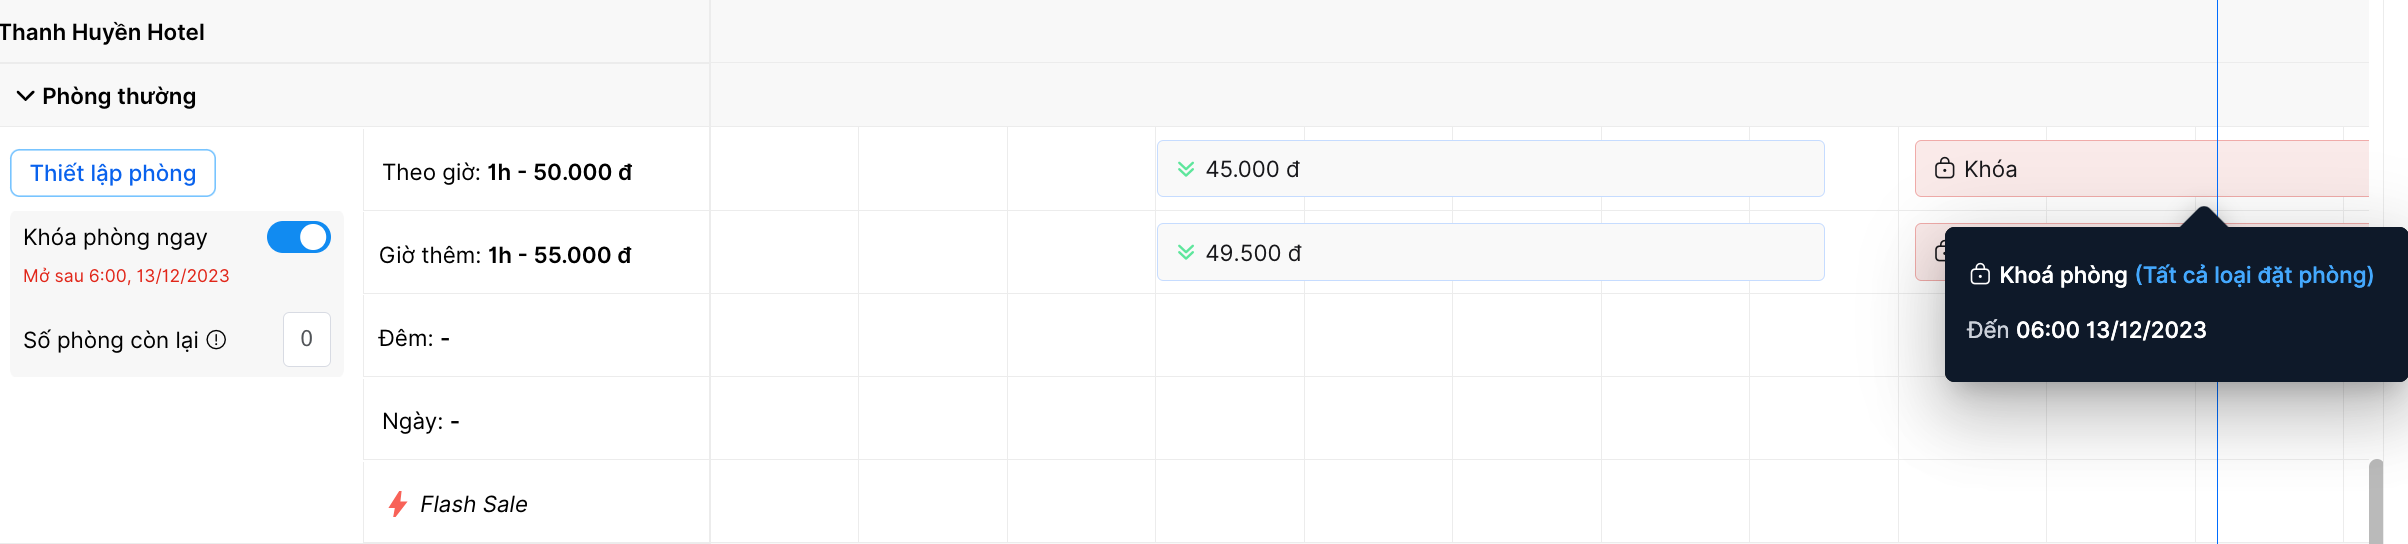 Thanh Huyền Hotel
Phòng thường
Thiết lập phòng
Khóa phòng ngay
Mở sau 6:00, 13/12/2023
Số phòng còn lại
0
Theo giờ: 1h - 50.000 đ
45.000 đ
Khóa
Giờ thêm: 1h - 55.000 đ
49.500 đ
Khoá phòng (Tất cả loại đặt phòng)
Đến 06:00 13/12/2023
Đêm: -
Ngày: -
Flash Sale